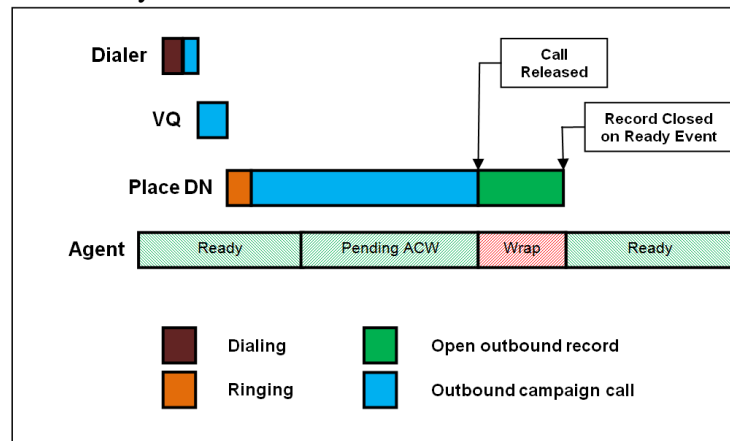 Dialer
Call
Released
VQ
Record Closed
on Ready Event
Place DN
Agent
Ready
Pending ACW
Wrap
Ready
Dialing
Open outbound record
Ringing
Outbound campaign call